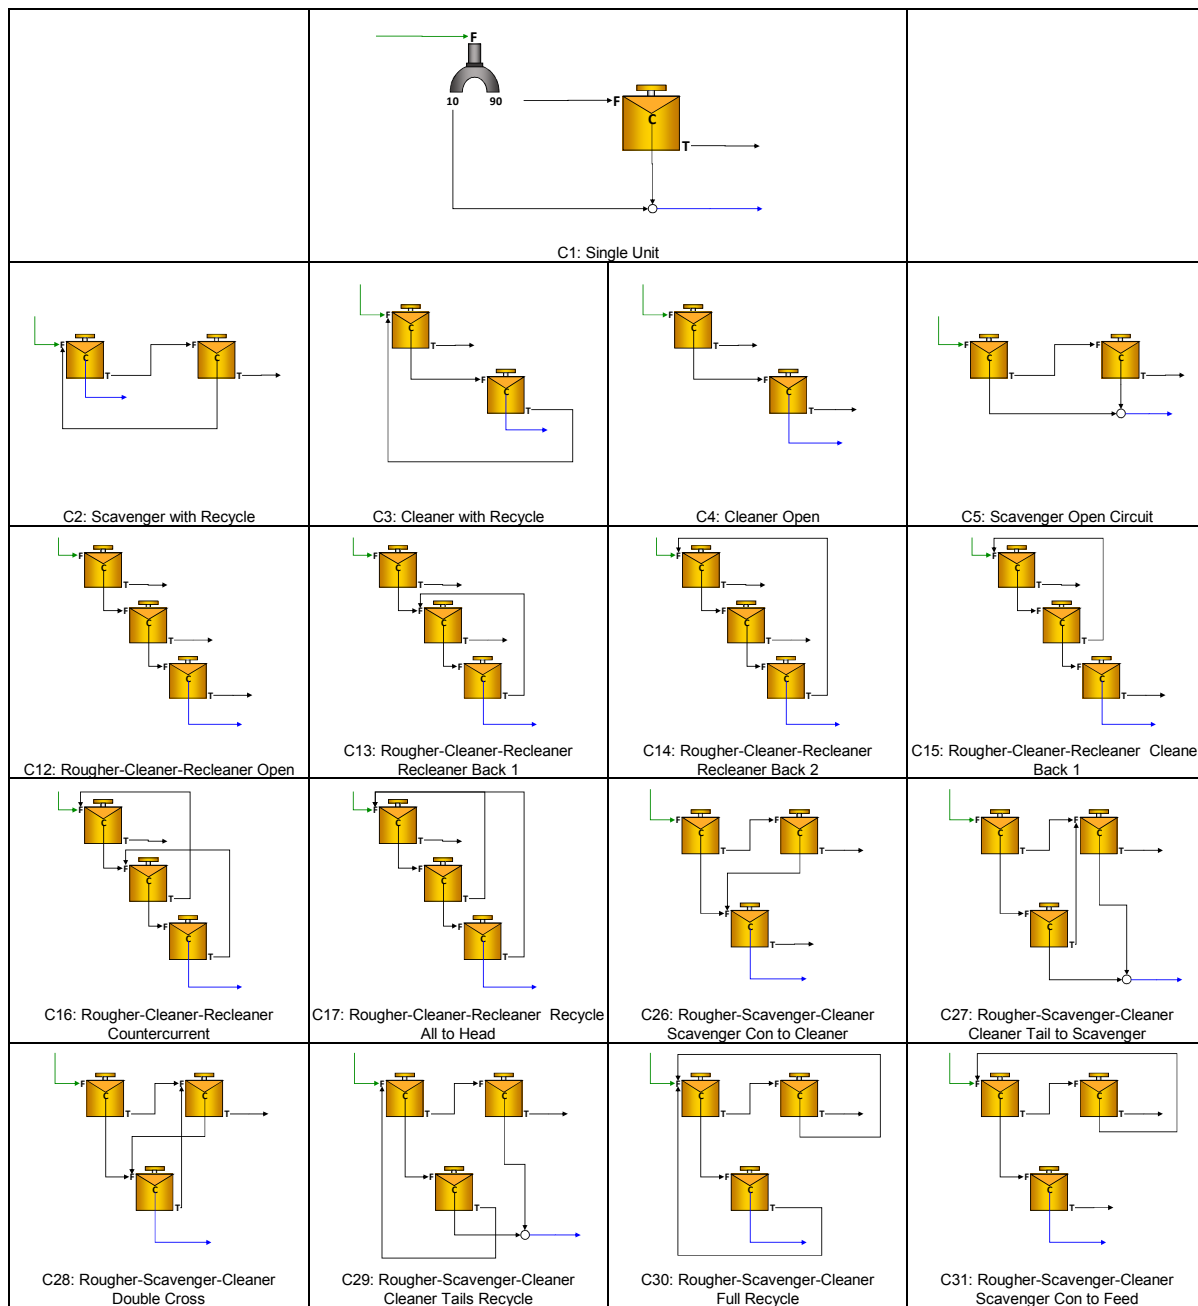 F
10 90
F
C
T
C1: Single Unit
F
C
T
F
C
T
C2: Scavenger with Recycle
F
C
T
F
C
T
C3: Cleaner with Recycle
F
C
T
F
C
T
C4: Cleaner Open
F
C
T
F
C
T
C5: Scavenger Open Circuit
F
C
T
F
C
T
F
C
T
C12: Rougher-Cleaner-Recleaner Open
F
C
T
F
C
T
F
C
T
C13: Rougher-Cleaner-Recleaner
Recleaner Back 1
F
C
T
F
C
T
F
C
T
C14: Rougher-Cleaner-Recleaner
Recleaner Back 2
F
C
T
F
C
T
F
C
T
C15: Rougher-Cleaner-Recleaner Cleane
Back 1
F
C
T
F
C
T
F
C
T
C16: Rougher-Cleaner-Recleaner
Countercurrent
F
C
T
F
C
T
F
C
T
C17: Rougher-Cleaner-Recleaner Recycle
All to Head
F
C
T
F
C
T
F
C
T
C26: Rougher-Scavenger-Cleaner
Scavenger Con to Cleaner
F
C
T
F
C
T
F
C
T
C27: Rougher-Scavenger-Cleaner
Cleaner Tail to Scavenger
F
C
T
F
C
T
F
C
T
C28: Rougher-Scavenger-Cleaner
Double Cross
F
C
T
F
C
T
F
C
T
C29: Rougher-Scavenger-Cleaner
Cleaner Tails Recycle
F
C
T
F
C
T
F
C
T
C30: Rougher-Scavenger-Cleaner
Full Recycle
F
C
T
F
C
T
F
C
T
C31: Rougher-Scavenger-Cleaner
Scavenger Con to Feed